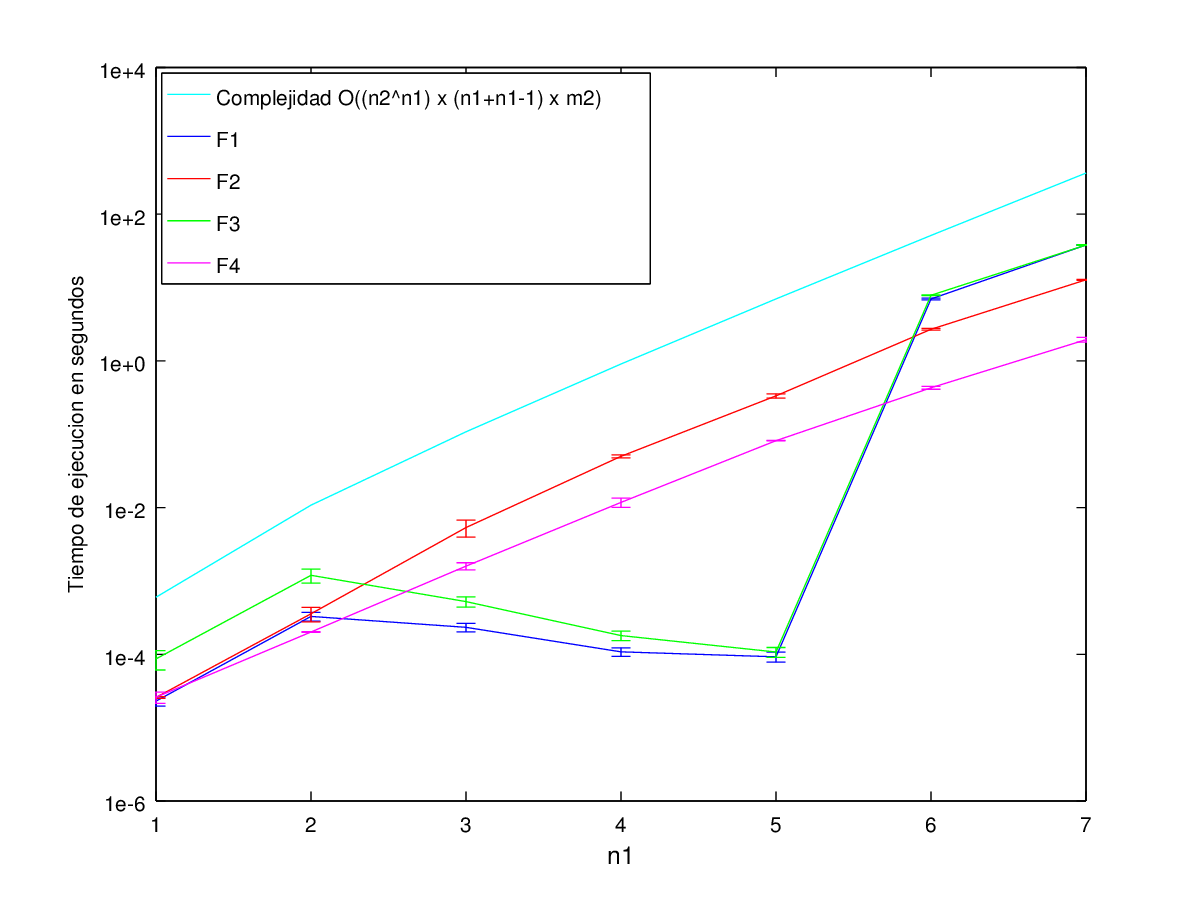 1e+4
Complejidad O((n2^n1) x (n1+n1-1) x m2)
F1
F2
F3
F4
1e+2
1e+0
1e-2
1e-4
1e-6
Tiempo de ejecucion en segundos
1 2 3 4 5 6 7
n1